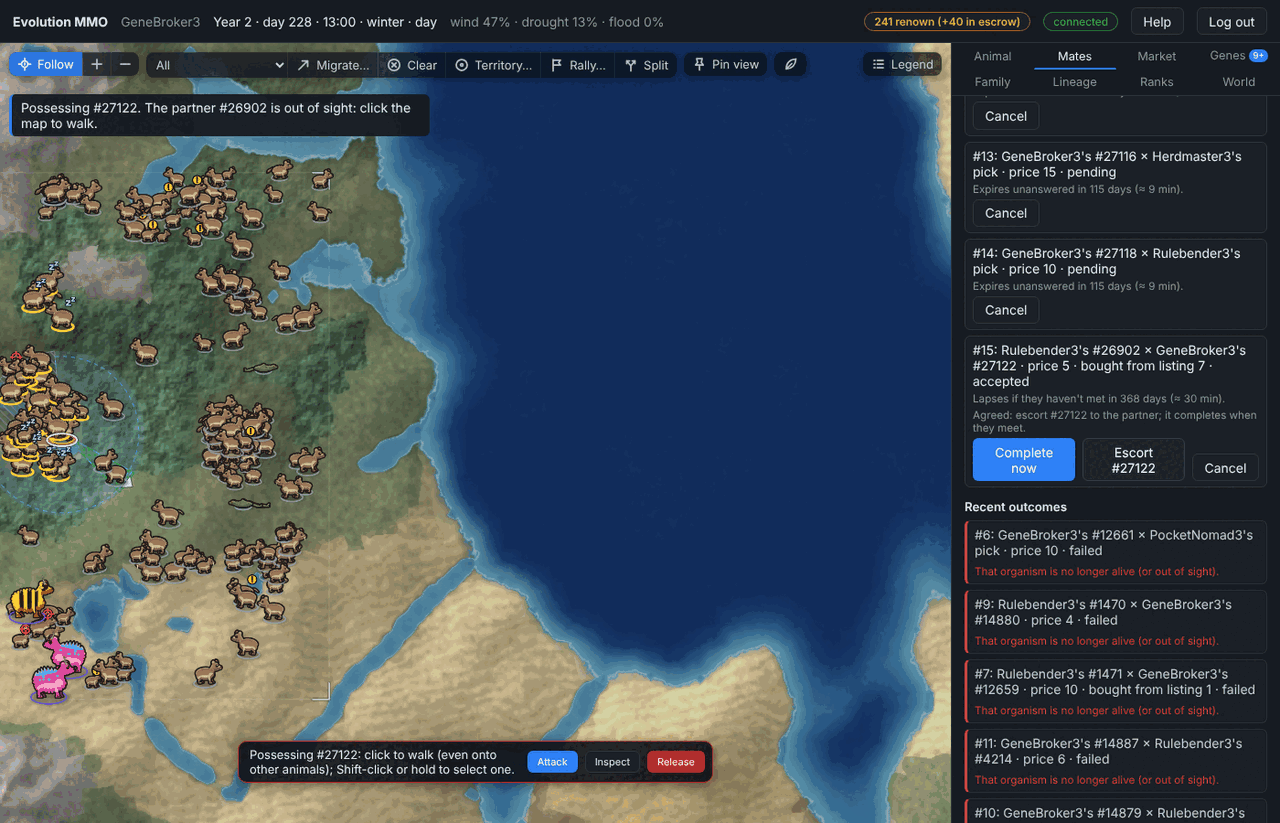 Evolution MMO GeneBroker3 Year 2 · day 228 · 13:00 · winter · day wind 47% · drought 13% · flood 0% 241 renown (+40 in escrow) connected Help Log out
Follow + − All Migrate... Clear Territory... Rally... Split Pin view Legend
Possessing #27122. The partner #26902 is out of sight: click the
map to walk.
Possessing #27122: click to walk (even onto
other animals); Shift-click or hold to select one.
Attack Inspect Release
Animal Mates Market Genes 9+
Family Lineage Ranks World
Cancel
#13: GeneBroker3's #27116 × Herdmaster3's
pick · price 15 · pending
Expires unanswered in 115 days (≈ 9 min).
Cancel
#14: GeneBroker3's #27118 × Rulebender3's
pick · price 10 · pending
Expires unanswered in 115 days (≈ 9 min).
Cancel
#15: Rulebender3's #26902 × GeneBroker3's
#27122 · price 5 · bought from listing 7 ·
accepted
Lapses if they haven't met in 368 days (≈ 30 min).
Agreed: escort #27122 to the partner; it completes when
they meet.
Complete
now
Escort
#27122
Cancel
Recent outcomes
#6: GeneBroker3's #12661 × PocketNomad3's
pick · price 10 · failed
That organism is no longer alive (or out of sight).
#9: Rulebender3's #1470 × GeneBroker3's
#14880 · price 4 · failed
That organism is no longer alive (or out of sight).
#7: Rulebender3's #1471 × GeneBroker3's
#12659 · price 10 · bought from listing 1 · failed
That organism is no longer alive (or out of sight).
#11: GeneBroker3's #14887 × Rulebender3's
#4214 · price 6 · failed
That organism is no longer alive (or out of sight).
#10: GeneBroker3's #14879 × Rulebender3's